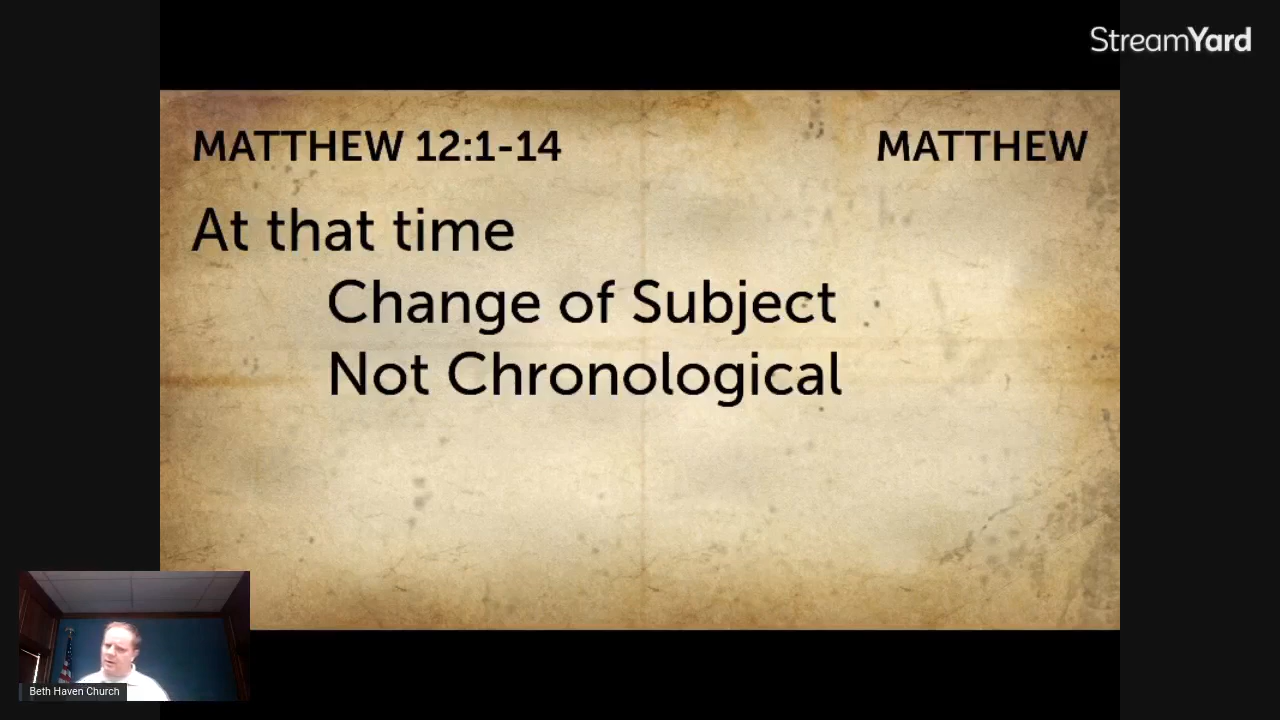 StreamYard
MATTHEW 12:1-14 MATTHEW
At that time
Change of Subject
Not Chronological
Beth Haven Church